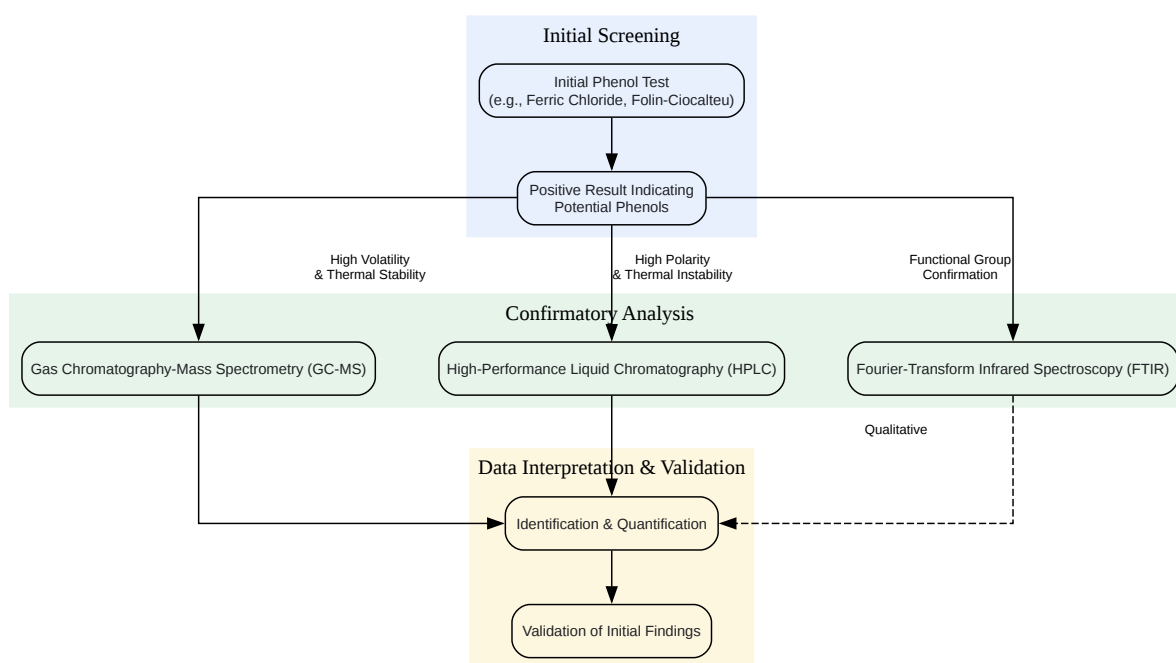 Initial Screening
Initial Phenol Test
(e.g., Ferric Chloride, Folin-Ciocalteu)
Positive Result Indicating
Potential Phenols
High Volatility
& Thermal Stability
High Polarity
& Thermal Instability
Functional Group
Confirmation
Confirmatory Analysis
Gas Chromatography-Mass Spectrometry (GC-MS)
High-Performance Liquid Chromatography (HPLC)
Fourier-Transform Infrared Spectroscopy (FTIR)
Qualitative
Data Interpretation & Validation
Identification & Quantification
Validation of Initial Findings